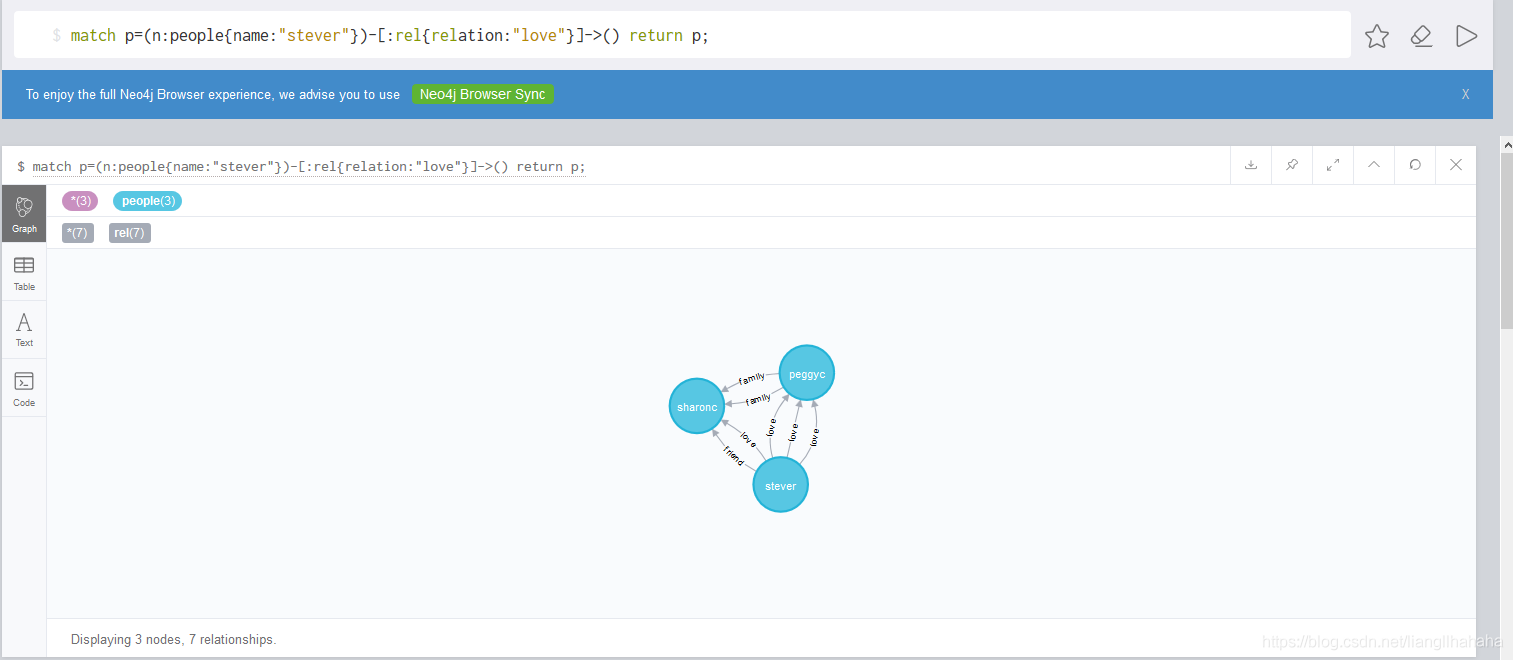 $ match p=(n:people{name:"stever"})-[:rel{relation:"love"}]->() return p;
To enjoy the full Neo4j Browser experience, we advise you to use Neo4j Browser Sync X
$ match p=(n:people{name:"stever"})-[:rel{relation:"love"}]->() return p;
*(3) people(3)
Graph
*(7) rel(7)
Table
Text
Code
peggyc
family
sharonc
family
love
love
love
love
friend
stever
Displaying 3 nodes, 7 relationships.
https://blog.csdn.net/lianglihahaha